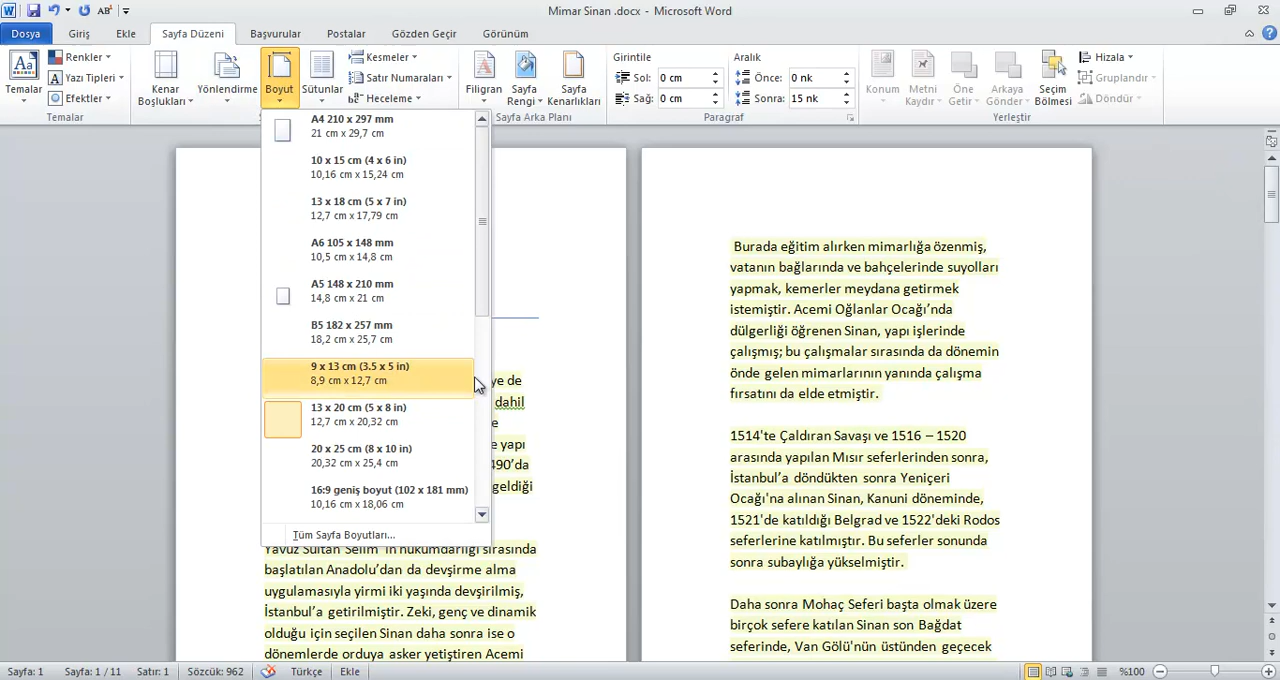 Mimar Sinan .docx - Microsoft Word
Dosya Giriş Ekle Sayfa Düzeni Başvurular Postalar Gözden Geçir Görünüm
Temalar
Renkler
Yazı Tipleri
Efektler
Temalar
Kenar Boşlukları
Yönlendirme
Boyut
Sütunlar
Kesmeler
Satır Numaraları
Heceleme
Filigran
Sayfa Rengi
Sayfa Kenarlıkları
Sayfa Arka Planı
Girintile
Sol: 0 cm
Sağ: 0 cm
Aralık
Önce: 0 nk
Sonra: 15 nk
Paragraf
Konum
Metni Kaydır
Öne Getir
Arkaya Gönder
Seçim Bölmesi
Hizala
Gruplandır
Döndür
Yerleştir
A4 210 x 297 mm
21 cm x 29,7 cm
10 x 15 cm (4 x 6 in)
10,16 cm x 15,24 cm
13 x 18 cm (5 x 7 in)
12,7 cm x 17,79 cm
A6 105 x 148 mm
10,5 cm x 14,8 cm
A5 148 x 210 mm
14,8 cm x 21 cm
B5 182 x 257 mm
18,2 cm x 25,7 cm
9 x 13 cm (3.5 x 5 in)
8,9 cm x 12,7 cm
13 x 20 cm (5 x 8 in)
12,7 cm x 20,32 cm
20 x 25 cm (8 x 10 in)
20,32 cm x 25,4 cm
16:9 geniş boyut (102 x 181 mm)
10,16 cm x 18,06 cm
Tüm Sayfa Boyutları...
ye de
dahil
e
e yapı
490’da
geldiği
Yavuz Sultan Selim’in hükümdarlığı sırasında
başlatılan Anadolu’dan da devşirme alma
uygulamasıyla yirmi iki yaşında devşirilmiş,
İstanbul’a getirilmiştir. Zeki, genç ve dinamik
olduğu için seçilen Sinan daha sonra ise o
dönemlerde orduya asker yetiştiren Acemi
Burada eğitim alırken mimarlığa özenmiş,
vatanın bağlarında ve bahçelerinde suyolları
yapmak, kemerler meydana getirmek
istemiştir. Acemi Oğlanlar Ocağı’nda
dülgerliği öğrenen Sinan, yapı işlerinde
çalışmış; bu çalışmalar sırasında da dönemin
önde gelen mimarlarının yanında çalışma
fırsatını da elde etmiştir.
1514'te Çaldıran Savaşı ve 1516 – 1520
arasında yapılan Mısır seferlerinden sonra,
İstanbul’a döndükten sonra Yeniçeri
Ocağı'na alınan Sinan, Kanuni döneminde,
1521'de katıldığı Belgrad ve 1522'deki Rodos
seferlerine katılmıştır. Bu seferler sonunda
sonra subaylığa yükselmiştir.
Daha sonra Mohaç Seferi başta olmak üzere
birçok sefere katılan Sinan son Bağdat
seferinde, Van Gölü'nün üstünden geçecek
Sayfa: 1 Sayfa: 1 / 11 Satır: 1 Sözcük: 962 Türkçe Ekle %100